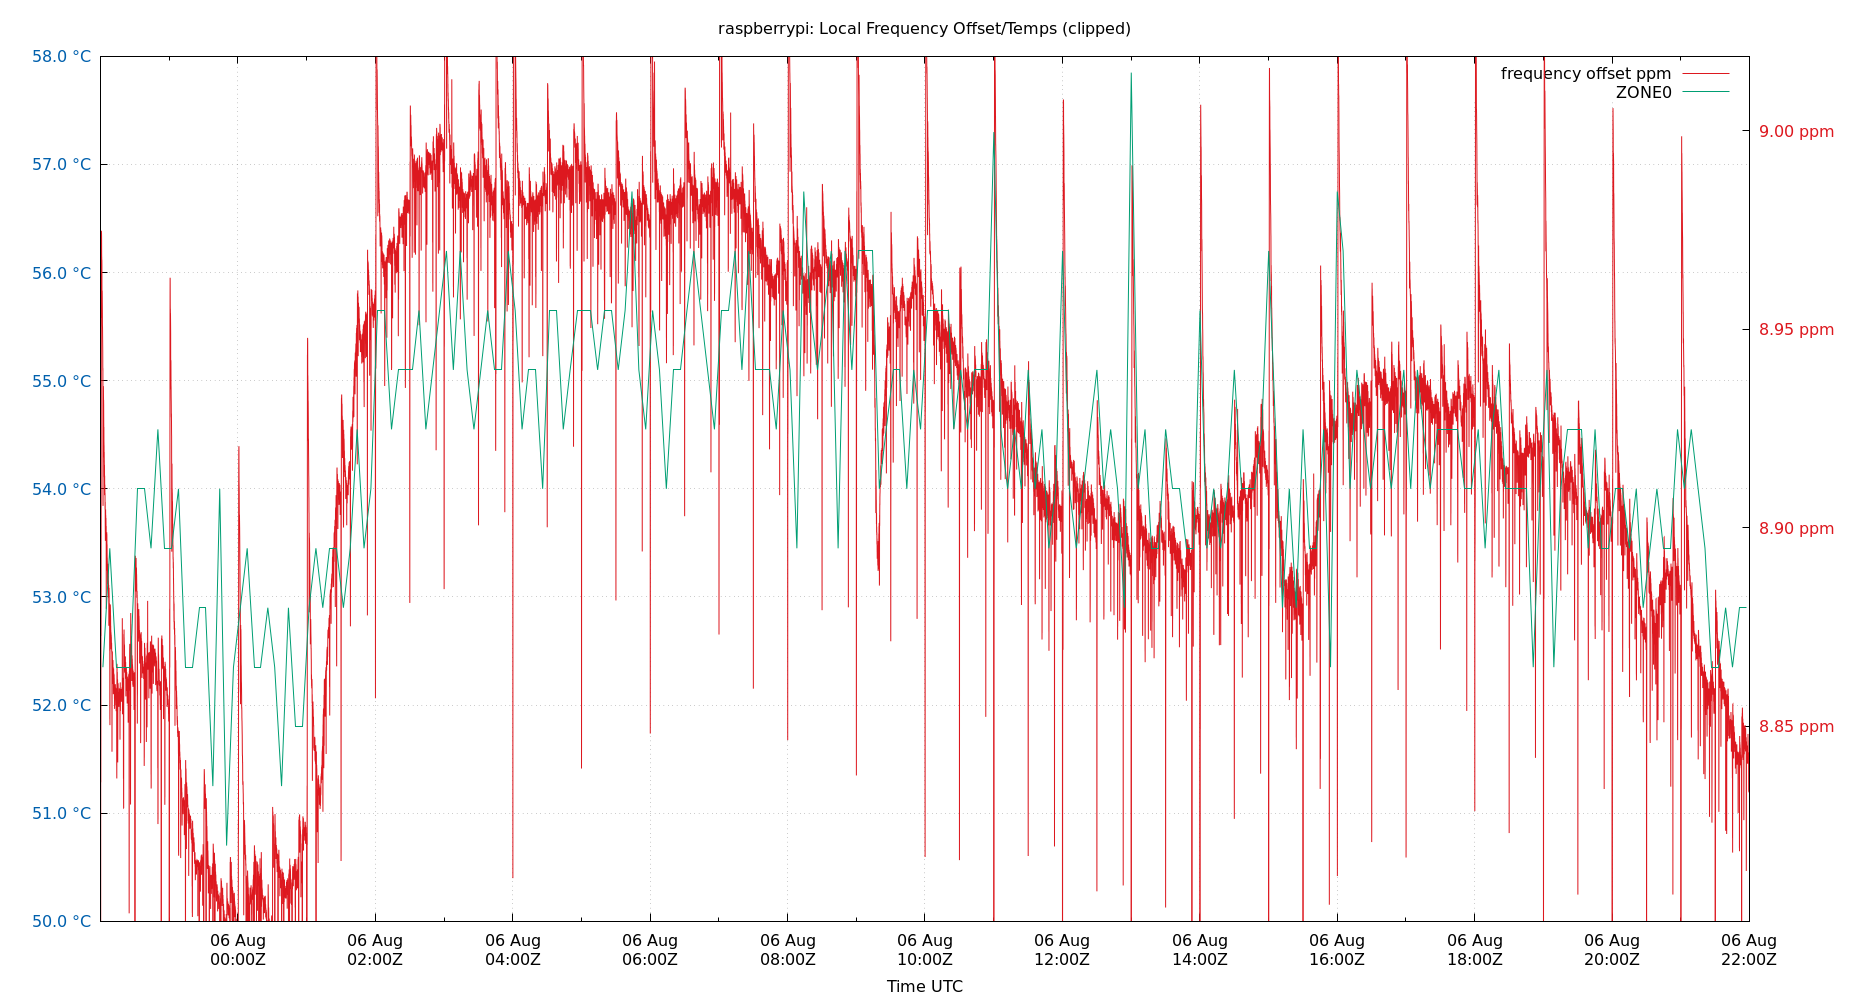 raspberrypi: Local Frequency Offset/Temps (clipped)
58.0 °C
57.0 °C
56.0 °C
55.0 °C
54.0 °C
53.0 °C
52.0 °C
51.0 °C
50.0 °C
frequency offset ppm
ZONE0
9.00 ppm
8.95 ppm
8.90 ppm
8.85 ppm
06 Aug 06 Aug 06 Aug 06 Aug 06 Aug 06 Aug 06 Aug 06 Aug 06 Aug 06 Aug 06 Aug 06 Aug
00:00Z 02:00Z 04:00Z 06:00Z 08:00Z 10:00Z 12:00Z 14:00Z 16:00Z 18:00Z 20:00Z 22:00Z
Time UTC